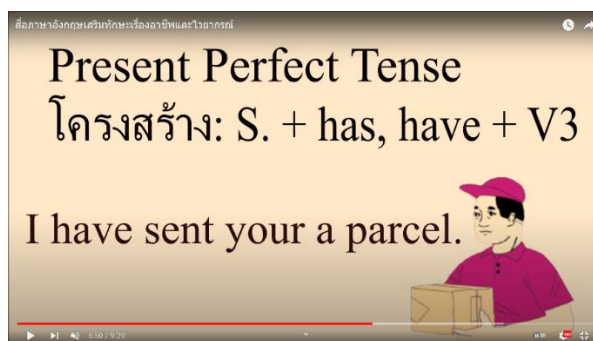 สื่อภาษาอังกฤษเสริมทักษะเรื่องอาชีพและไวยากรณ์
Present Perfect Tense
โครงสร้าง: S. + has, have + V3
I have sent your a parcel.
5:50 / 9:29